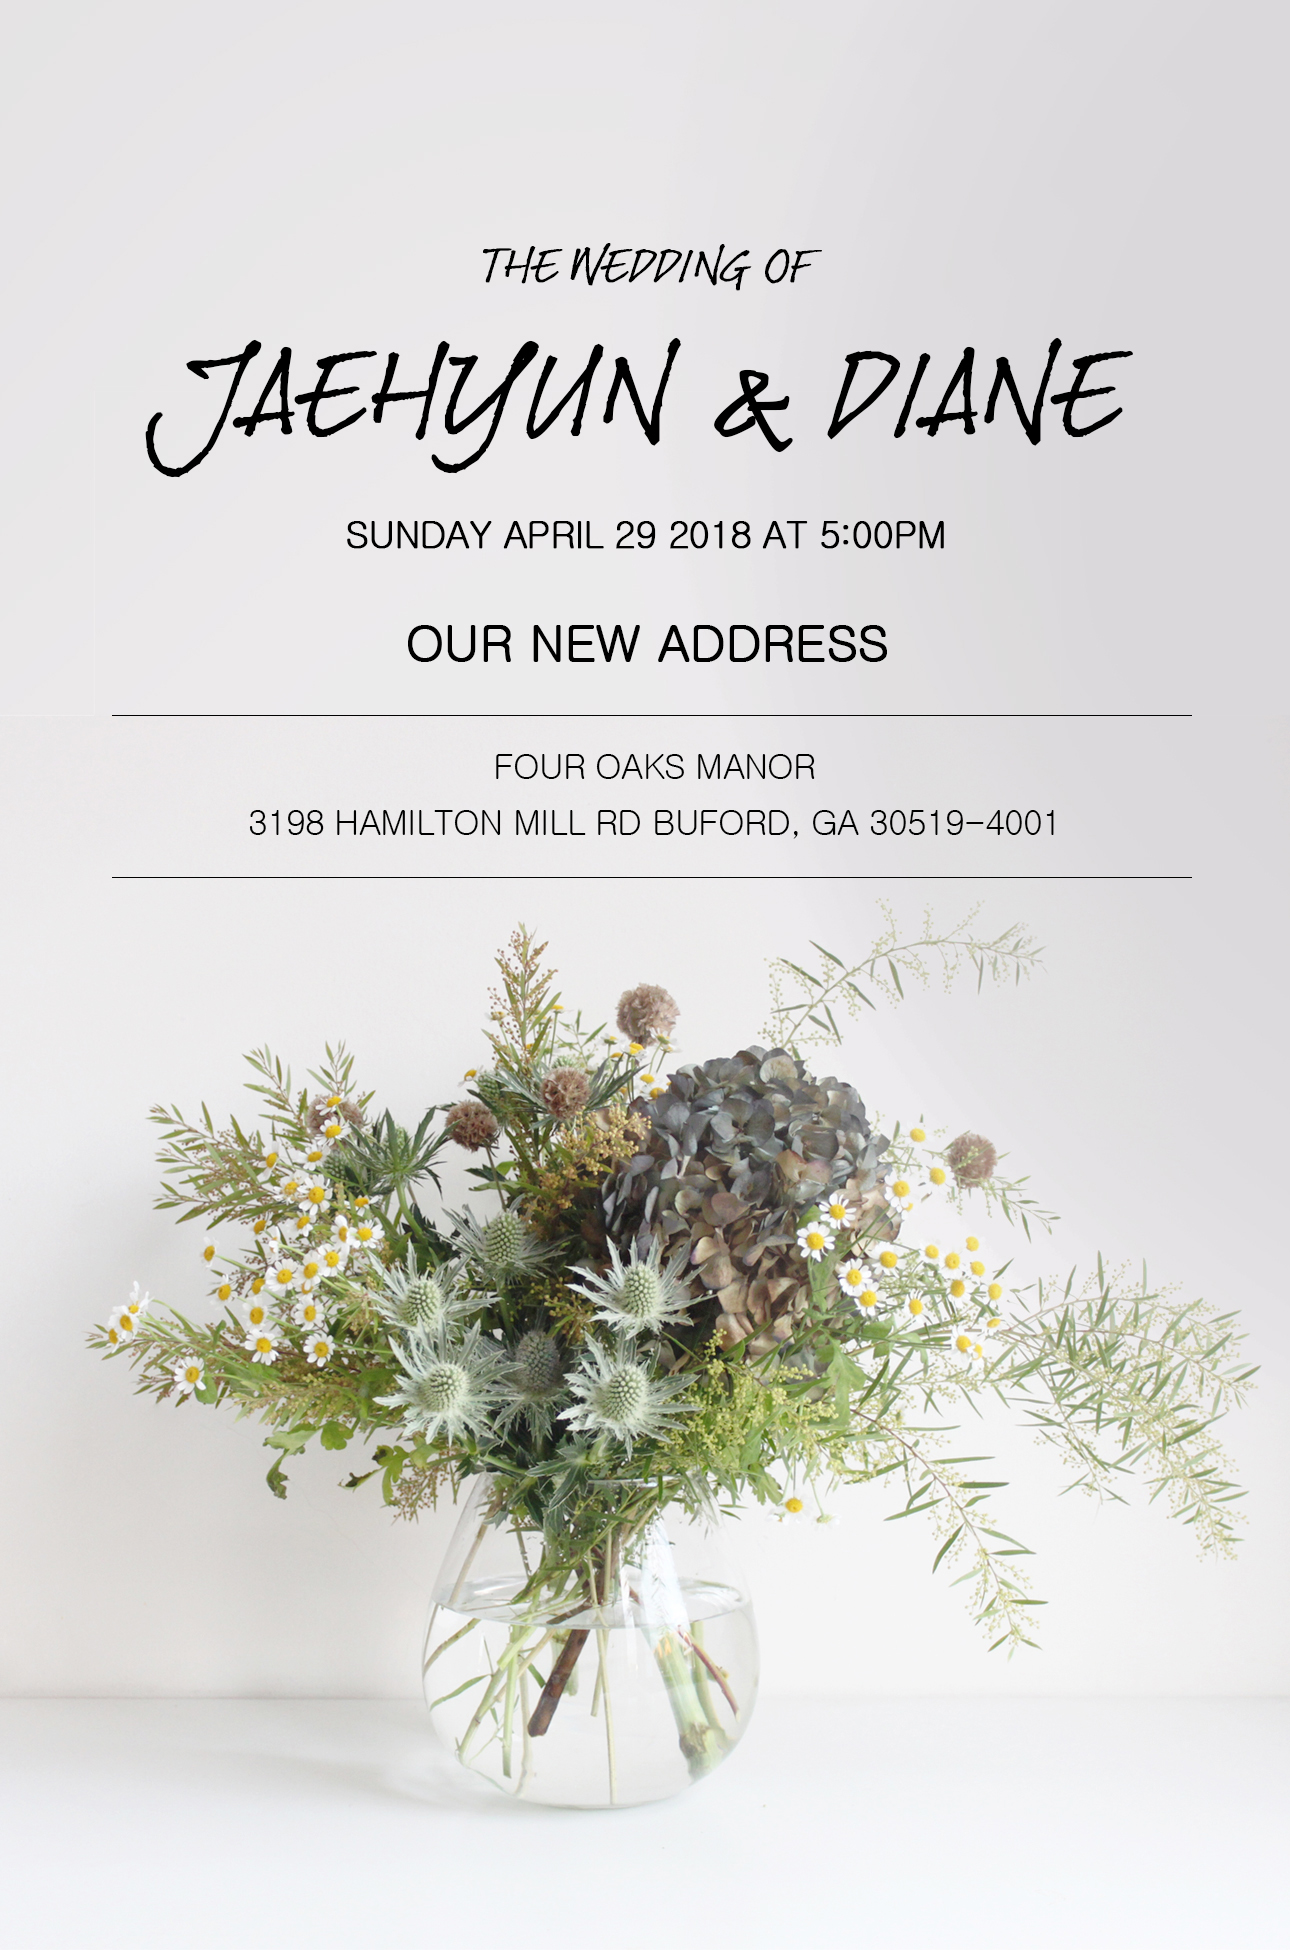 THE WEDDING OF
JAEHYUN & DIANE
SUNDAY APRIL 29 2018 AT 5:00PM
OUR NEW ADDRESS
FOUR OAKS MANOR
3198 HAMILTON MILL RD BUFORD, GA 30519-4001